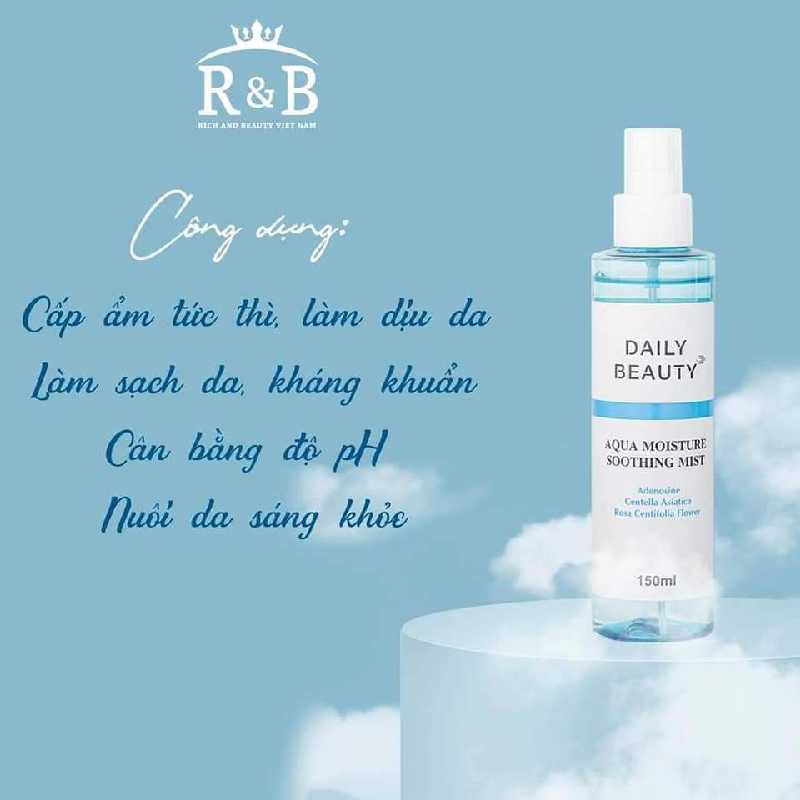 R&B
RICH AND BEAUTY VIET NAM
Công dụng:
Cấp ẩm tức thì, làm dịu da
Làm sạch da, kháng khuẩn
Cân bằng độ pH
Nuôi da sáng khỏe
DAILY
BEAUTY
AQUA MOISTURE
SOOTHING MIST
Adenosine
Centella Asiatica
Rosa Centifolia Flower
150ml